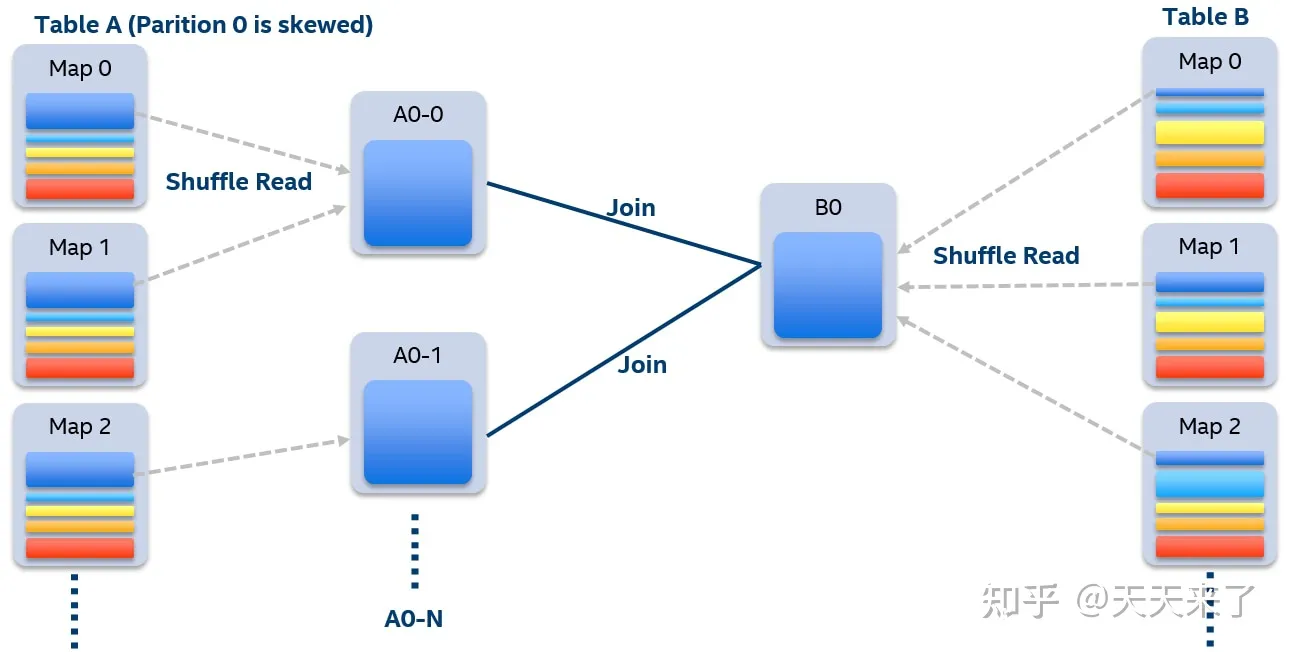 Table A (Parition 0 is skewed)
Map 0
Shuffle Read
Map 1
Map 2
A0-0
A0-1
A0-N
Join
Join
B0
Shuffle Read
Table B
Map 0
Map 1
Map 2
知乎 @天天来了